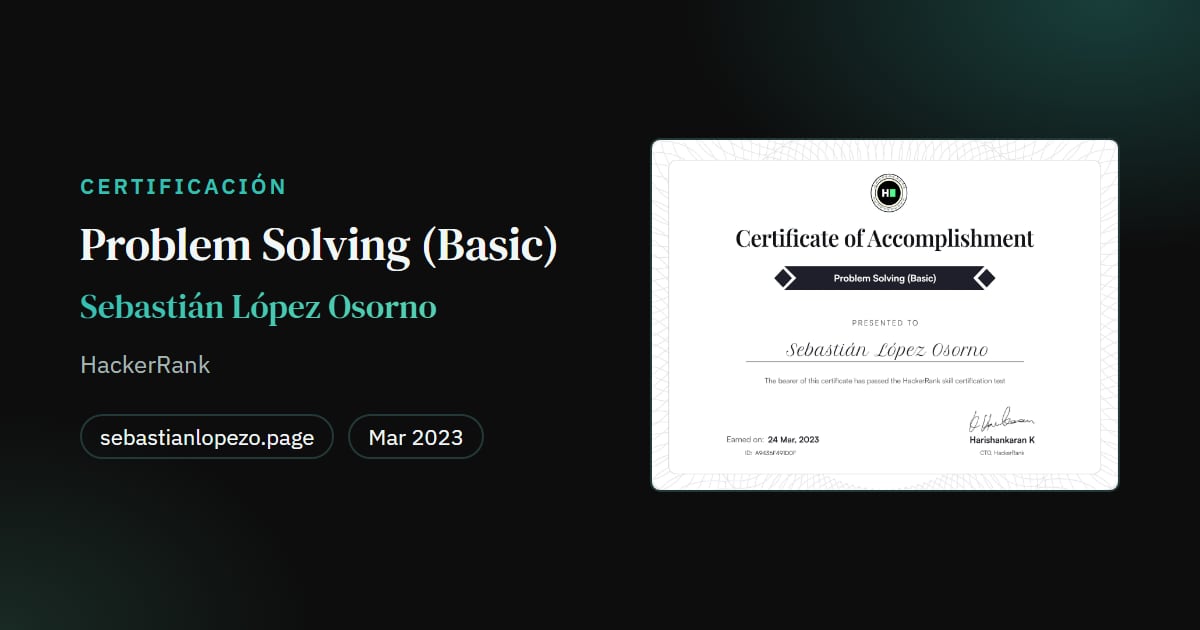 CERTIFICACIÓN
Problem Solving (Basic)
Sebastián López Osorno
HackerRank
sebastianlopezo.page
Mar 2023
H
Certificate of Accomplishment
Problem Solving (Basic)
PRESENTED TO
Sebastián López Osorno
The bearer of this certificate has passed the HackerRank skill certification test
Earned on: 24 Mar, 2023
ID:
Harishankaran K
CTO, HackerRank